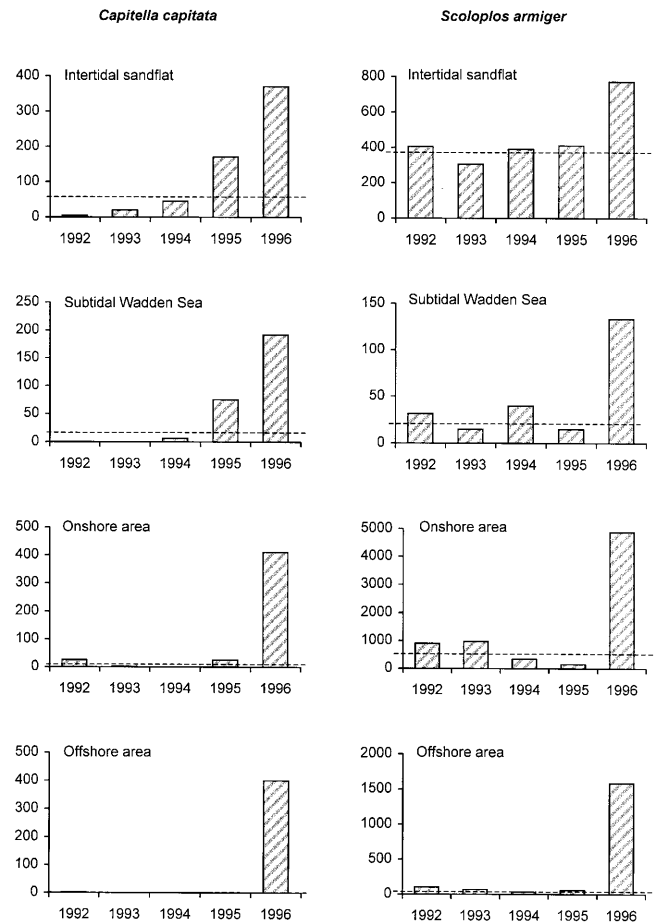 Capitella capitata
Scoloplos armiger
Intertidal sandflat
400
300
200
100
0
1992 1993 1994 1995 1996
Intertidal sandflat
800
600
400
200
0
1992 1993 1994 1995 1996
Subtidal Wadden Sea
250
200
150
100
50
0
1992 1993 1994 1995 1996
Subtidal Wadden Sea
150
100
50
0
1992 1993 1994 1995 1996
Onshore area
500
400
300
200
100
0
1992 1993 1994 1995 1996
Onshore area
5000
4000
3000
2000
1000
0
1992 1993 1994 1995 1996
Offshore area
500
400
300
200
100
0
1992 1993 1994 1995 1996
Offshore area
2000
1500
1000
500
0
1992 1993 1994 1995 1996